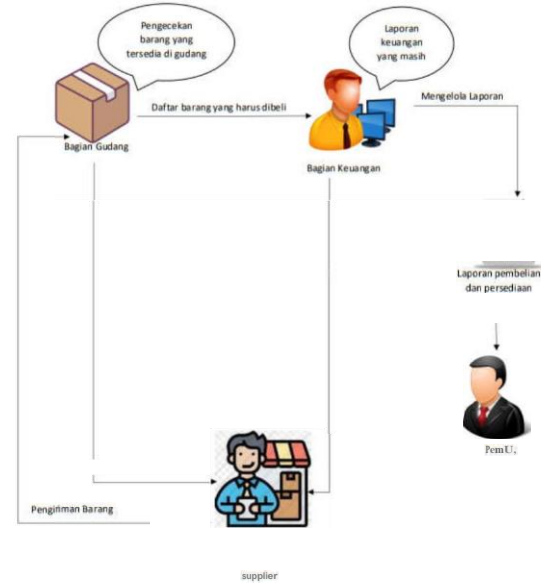 Pengecekan
barang yang
tersedia di gudang
Laporan
keuangan
yang masih
Daftar barang yang harus dibeli
Mengelola Laporan
Bagian Gudang
Bagian Keuangan
Laporan pembelian
dan persediaan
PemU,
Pengiriman Barang
supplier